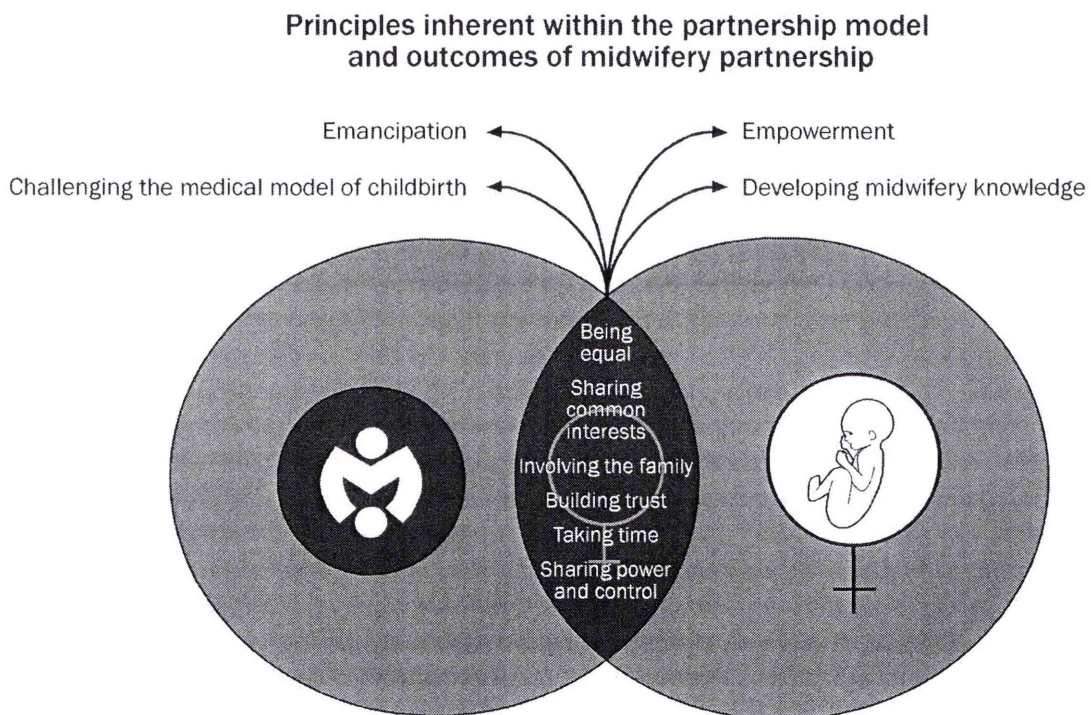 Principles inherent within the partnership model
and outcomes of midwifery partnership
Emancipation
Empowerment
Challenging the medical model of childbirth
Developing midwifery knowledge
Being
equal
Sharing
common
interests
Involving the family
Building trust
Taking time
Sharing power
and control